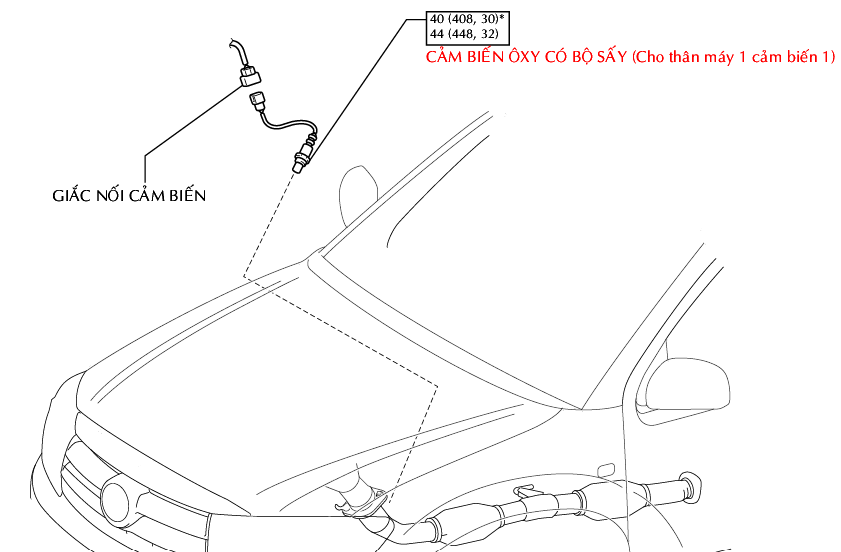 40 (408, 30)*
44 (448, 32)
CẢM BIẾN ÔXY CÓ BỘ SẤY (Cho thân máy 1 cảm biến 1)
GIẮC NỐI CẢM BIẾN